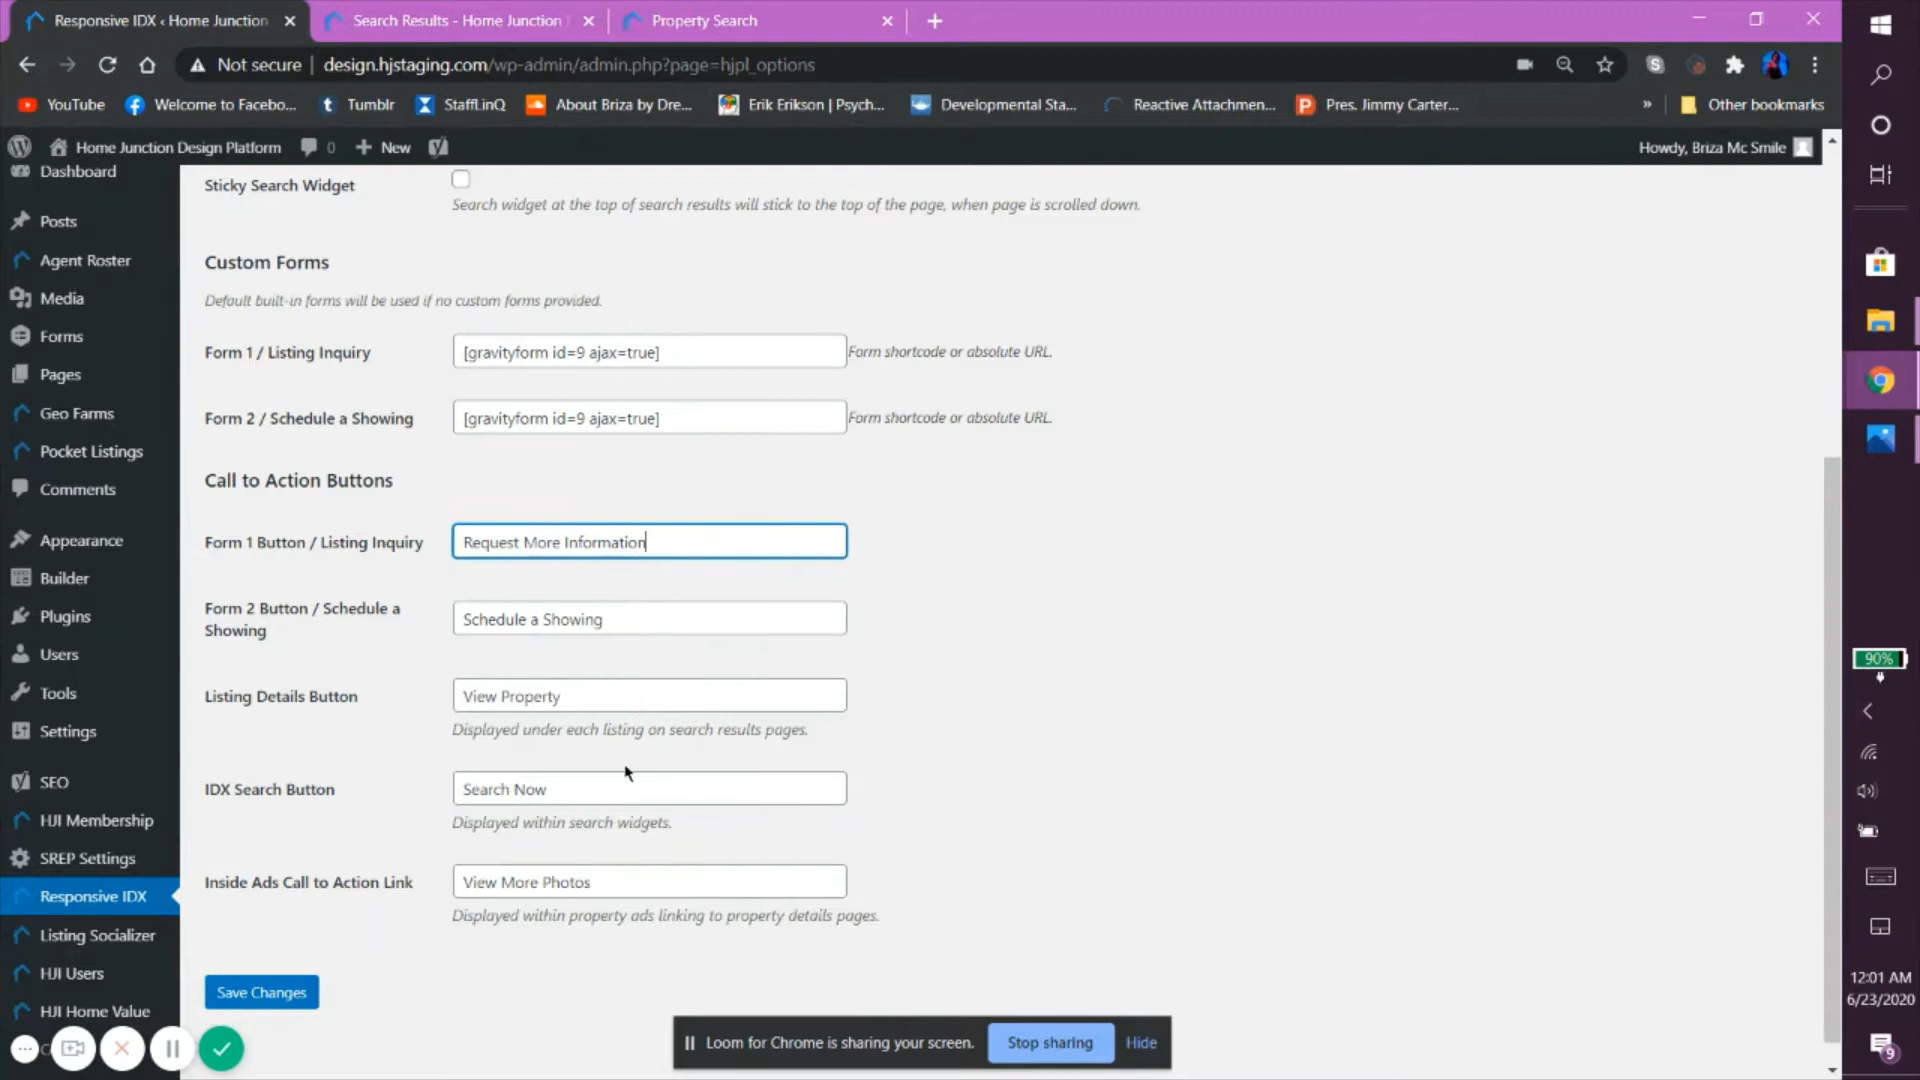 Responsive IDX ‹ Home Junction
Search Results - Home Junction
Property Search
Not secure
design.hjstaging.com/wp-admin/admin.php?page=hjpl_options
YouTube
Welcome to Facebo...
Tumblr
StaffLinQ
About Briza by Dre...
Erik Erikson | Psych...
Developmental Sta...
Reactive Attachmen...
Pres. Jimmy Carter...
»
Other bookmarks
Home Junction Design Platform
0
New
Howdy, Briza Mc Smile
Dashboard
Posts
Agent Roster
Media
Forms
Pages
Geo Farms
Pocket Listings
Comments
Appearance
Builder
Plugins
Users
Tools
Settings
SEO
HJI Membership
SREP Settings
Responsive IDX
Listing Socializer
HJI Users
HJI Home Value
Sticky Search Widget
Search widget at the top of search results will stick to the top of the page, when page is scrolled down.
Custom Forms
Default built-in forms will be used if no custom forms provided.
Form 1 / Listing Inquiry
[gravityform id=9 ajax=true]
Form shortcode or absolute URL.
Form 2 / Schedule a Showing
[gravityform id=9 ajax=true]
Form shortcode or absolute URL.
Call to Action Buttons
Form 1 Button / Listing Inquiry
Request More Information
Form 2 Button / Schedule a
Showing
Schedule a Showing
Listing Details Button
View Property
Displayed under each listing on search results pages.
IDX Search Button
Search Now
Displayed within search widgets.
Inside Ads Call to Action Link
View More Photos
Displayed within property ads linking to property details pages.
Save Changes
Loom for Chrome is sharing your screen.
Stop sharing
Hide
90%
12:01 AM
6/23/2020
9